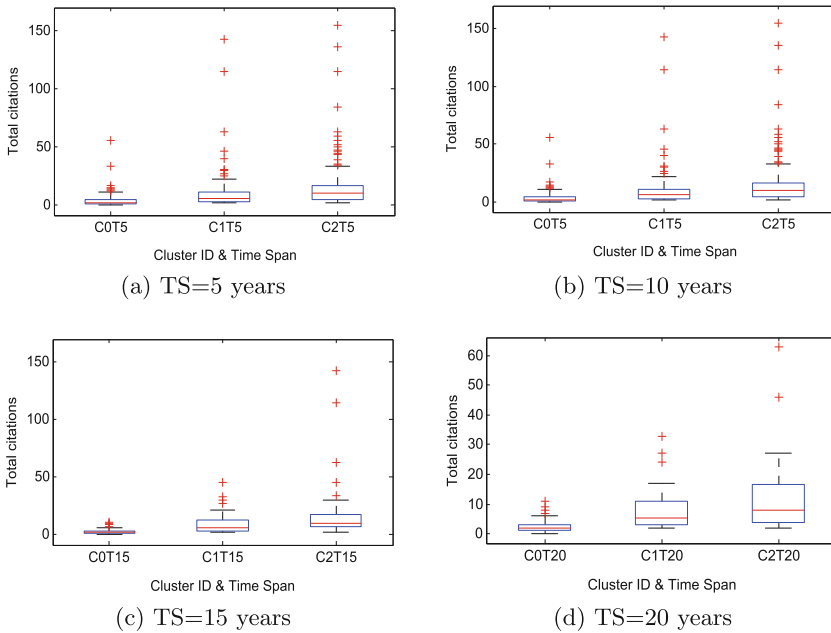 Total citations
150
100
50
0
C0T5 C1T5 C2T5
Cluster ID & Time Span
(a) TS=5 years
Total citations
150
100
50
0
C0T5 C1T5 C2T5
Cluster ID & Time Span
(b) TS=10 years
Total citations
150
100
50
0
C0T15 C1T15 C2T15
Cluster ID & Time Span
(c) TS=15 years
Total citations
60
50
40
30
20
10
0
C0T20 C1T20 C2T20
Cluster ID & Time Span
(d) TS=20 years